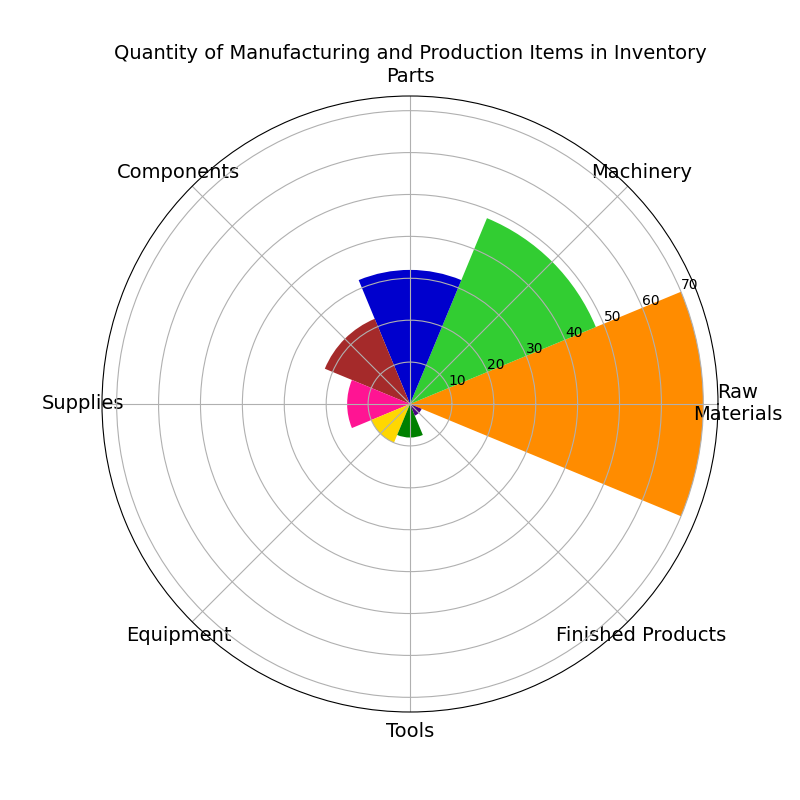 Quantity of Manufacturing and Production Items in Inventory
Parts
Components
Machinery
70
60
50
40
30
20
10
Supplies
Raw
Materials
Equipment
Finished Products
Tools